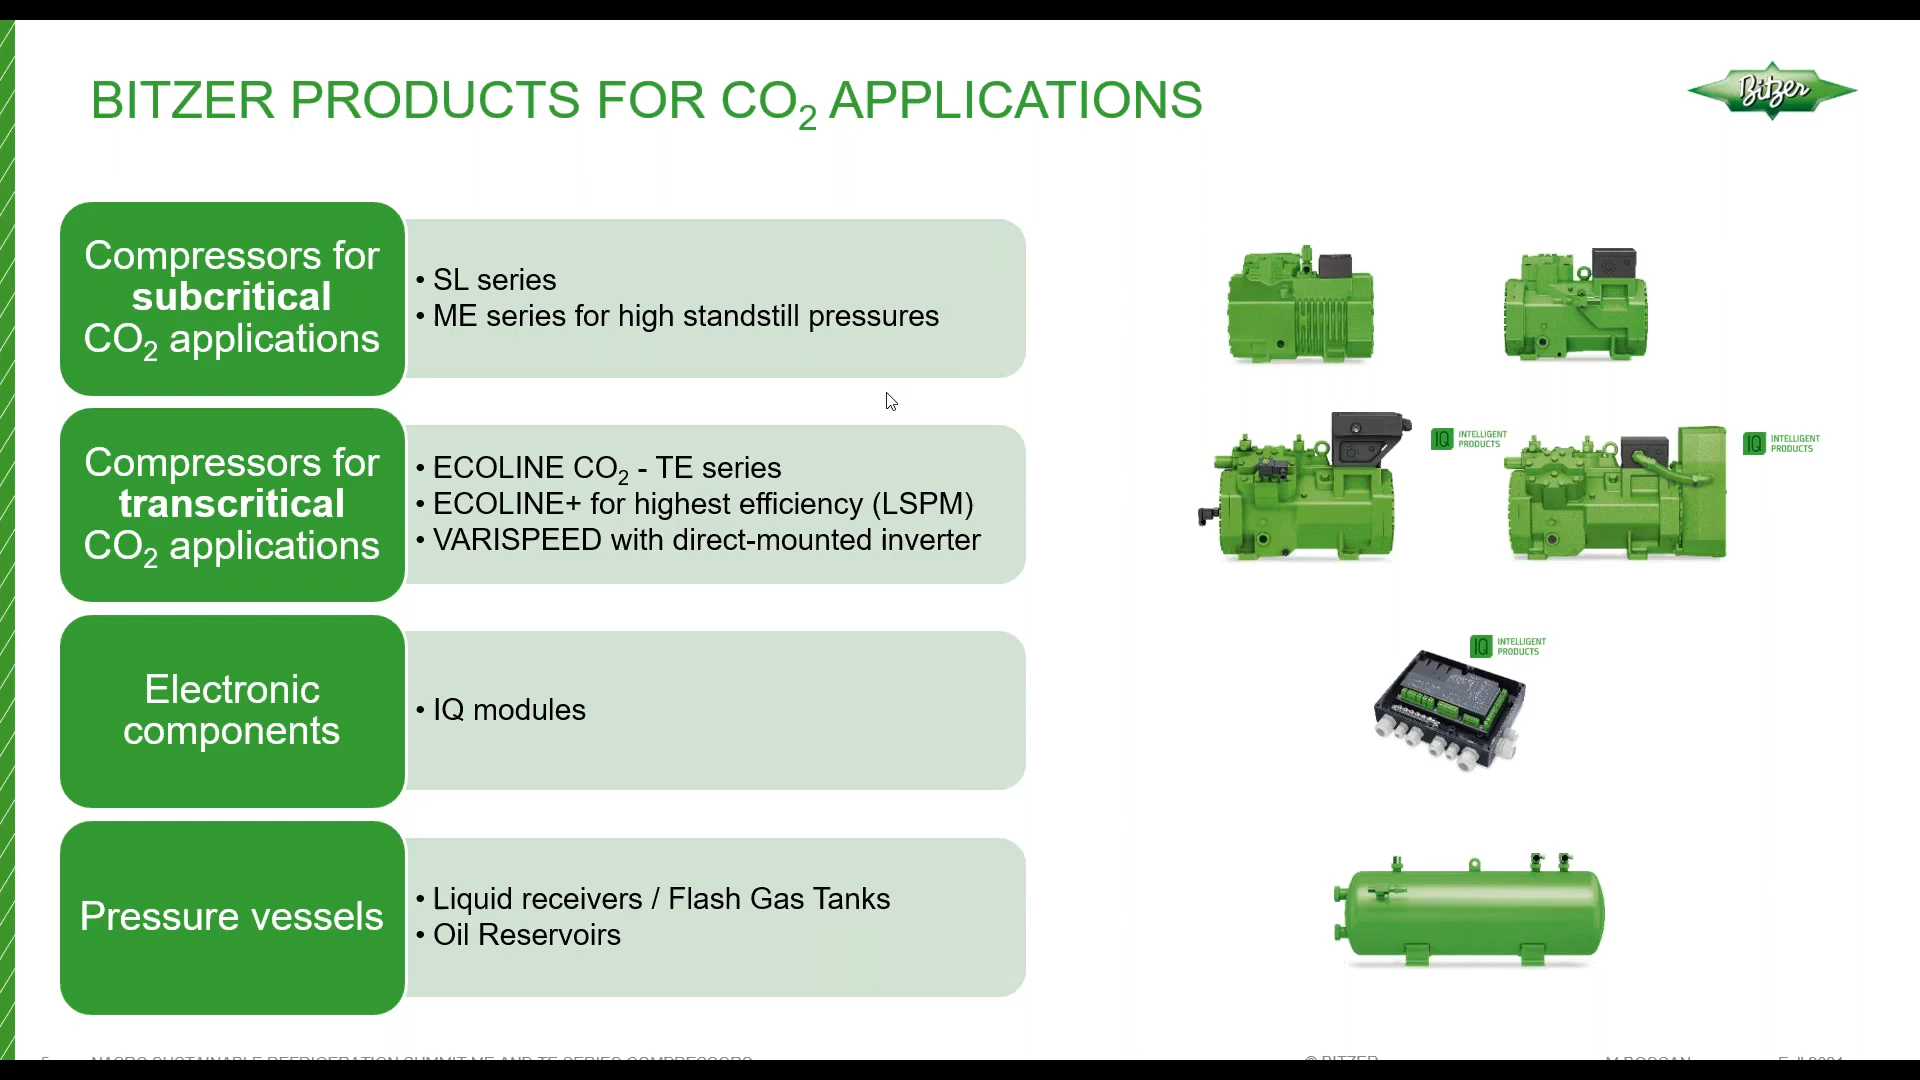 BITZER PRODUCTS FOR CO₂ APPLICATIONS
Bitzer
Compressors for
subcritical
CO₂ applications
• SL series
• ME series for high standstill pressures
Compressors for
transcritical
CO₂ applications
• ECOLINE CO₂ - TE series
• ECOLINE+ for highest efficiency (LSPM)
• VARISPEED with direct-mounted inverter
IQ INTELLIGENT
PRODUCTS
IQ INTELLIGENT
PRODUCTS
Electronic
components
• IQ modules
IQ INTELLIGENT
PRODUCTS
Pressure vessels
• Liquid receivers / Flash Gas Tanks
• Oil Reservoirs